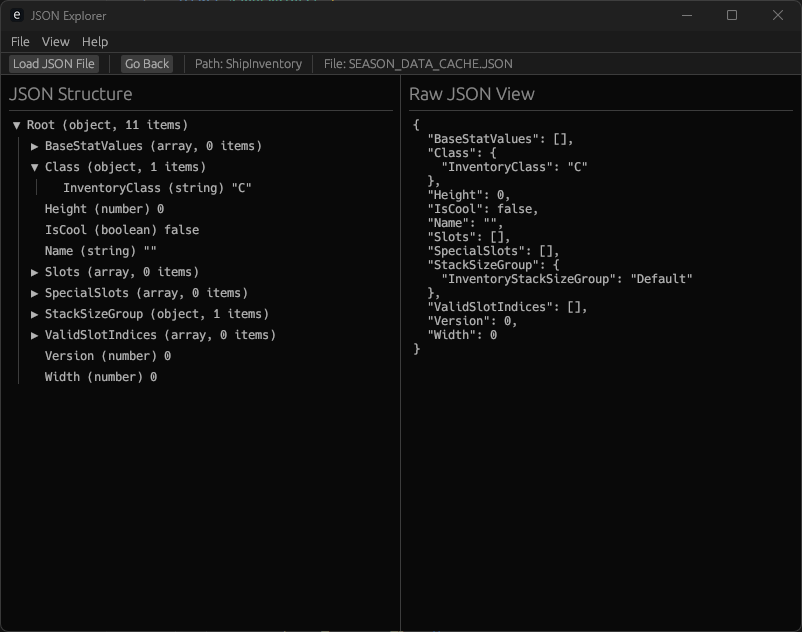 e JSON Explorer
File View Help
Load JSON File Go Back Path: ShipInventory File: SEASON_DATA_CACHE.JSON
JSON Structure
▼ Root (object, 11 items)
▶ BaseStatValues (array, 0 items)
▼ Class (object, 1 items)
InventoryClass (string) "C"
Height (number) 0
IsCool (boolean) false
Name (string) ""
▶ Slots (array, 0 items)
▶ SpecialSlots (array, 0 items)
▶ StackSizeGroup (object, 1 items)
▶ ValidSlotIndices (array, 0 items)
Version (number) 0
Width (number) 0
Raw JSON View
{
  "BaseStatValues": [],
  "Class": {
    "InventoryClass": "C"
  },
  "Height": 0,
  "IsCool": false,
  "Name": "",
  "Slots": [],
  "SpecialSlots": [],
  "StackSizeGroup": {
    "InventoryStackSizeGroup": "Default"
  },
  "ValidSlotIndices": [],
  "Version": 0,
  "Width": 0
}